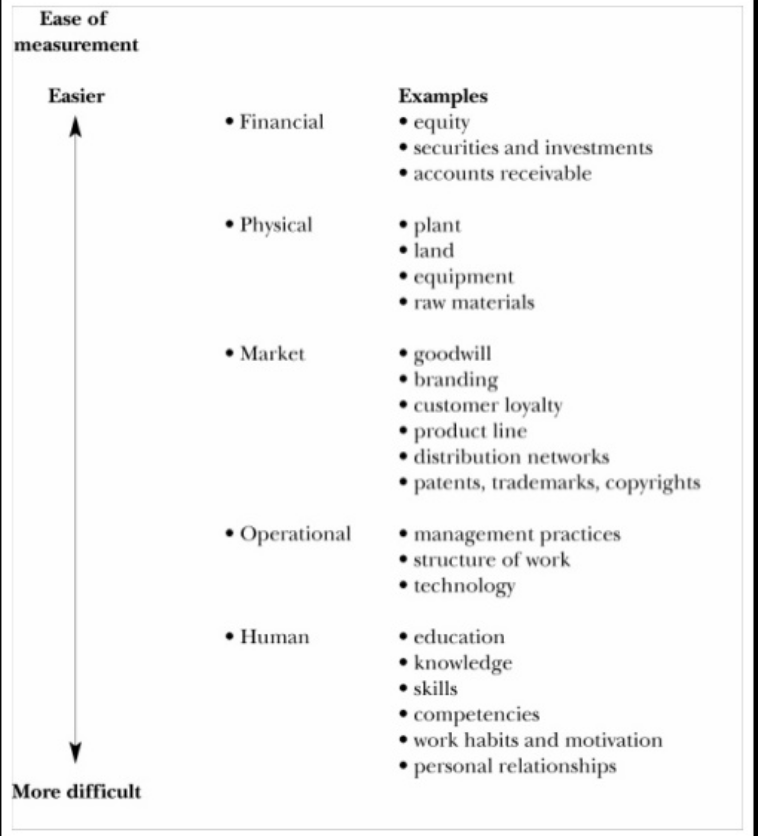 Ease of
measurement
Easier
Examples
• Financial
• equity
• securities and investments
• accounts receivable
• Physical
• plant
• land
• equipment
• raw materials
• Market
• goodwill
• branding
• customer loyalty
• product line
• distribution networks
• patents, trademarks, copyrights
• Operational
• management practices
• structure of work
• technology
• Human
• education
• knowledge
• skills
• competencies
• work habits and motivation
• personal relationships
More difficult